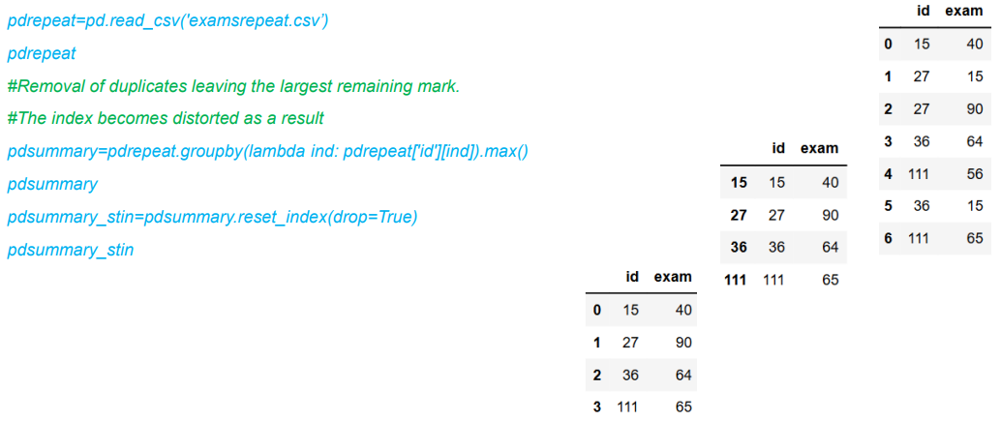 pdrepeat=pd.read_csv('examsrepeat.csv’)
pdrepeat
#Removal of duplicates leaving the largest remaining mark.
#The index becomes distorted as a result
pdsummary=pdrepeat.groupby(lambda ind: pdrepeat['id'][ind]).max()
pdsummary
pdsummary_stin=pdsummary.reset_index(drop=True)
pdsummary_stin
id exam
0 15 40
1 27 15
2 27 90
3 36 64
4 111 56
5 36 15
6 111 65
id exam
15 15 40
27 27 90
36 36 64
111 111 65
id exam
0 15 40
1 27 90
2 36 64
3 111 65